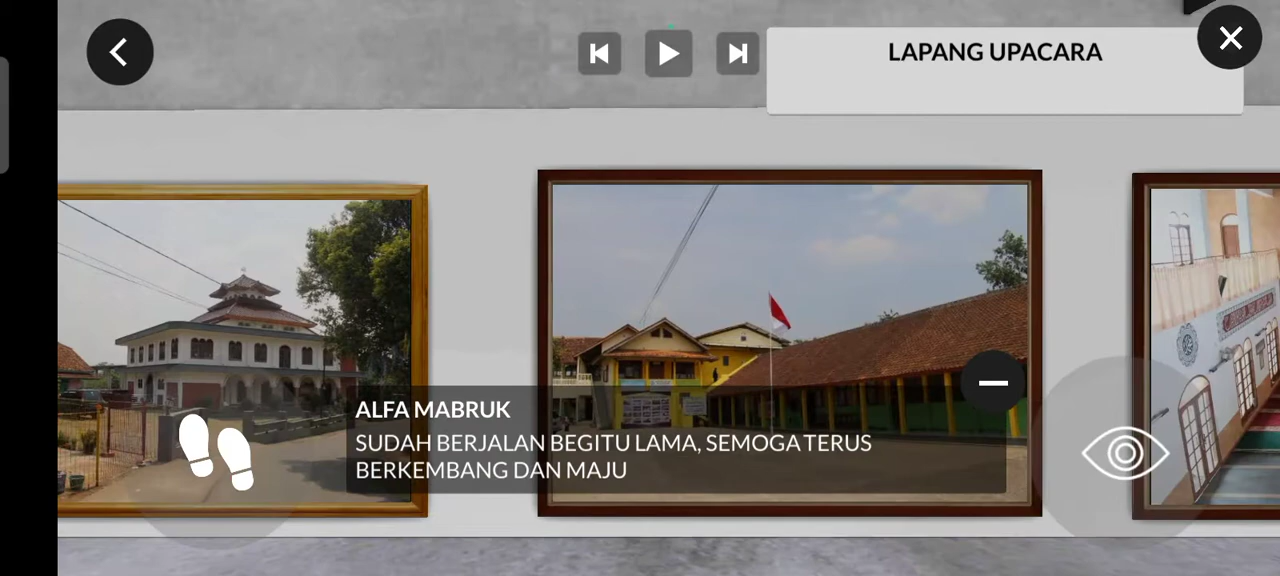 LAPANG UPACARA
ALFA MABRUK
SUDAH BERJALAN BEGITU LAMA, SEMOGA TERUS
BERKEMBANG DAN MAJU